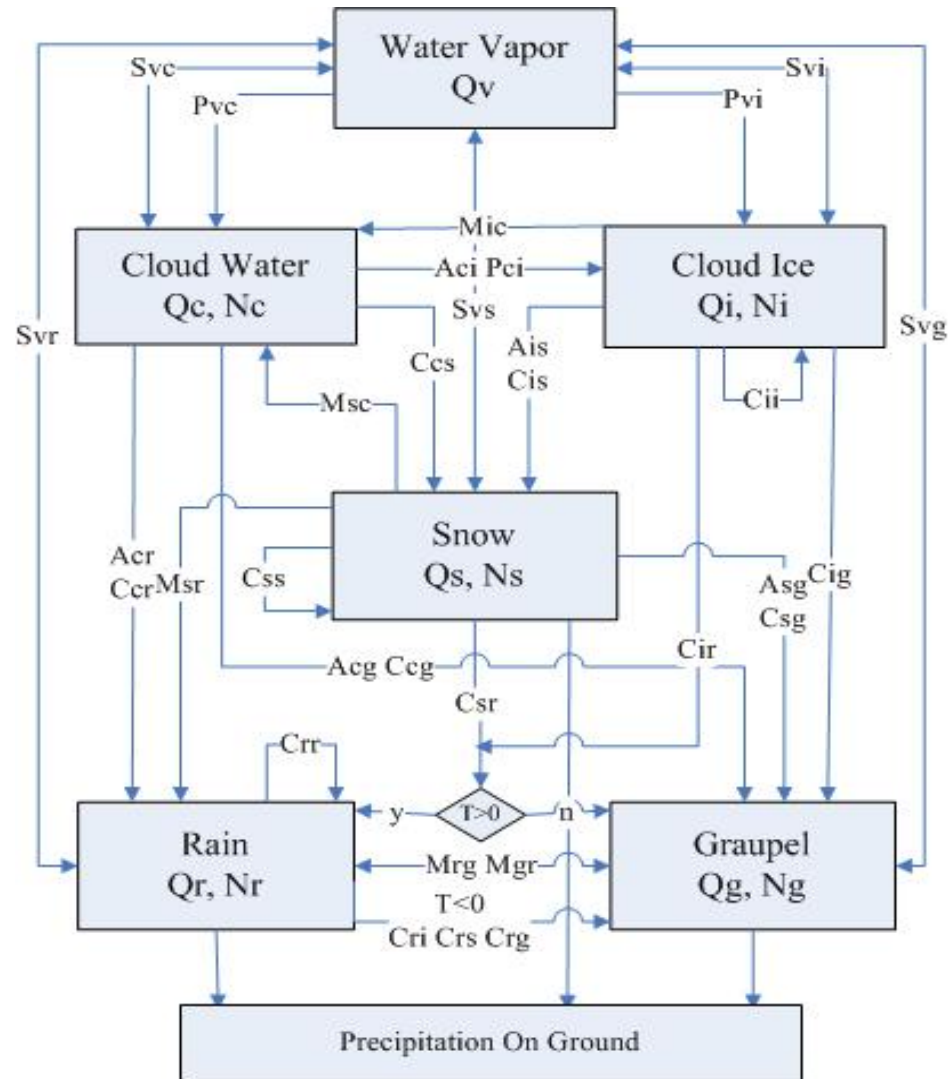 Water Vapor
Qv
Svc
Svi
Pvc
Pvi
Mic
Cloud Water
Qc, Nc
Aci Pci
Cloud Ice
Qi, Ni
Svr
Svs
Svg
Ccs
Ais
Cis
Msc
Cii
Snow
Qs, Ns
Acr
Ccr
Msr
Css
Asg
Csg
Cig
Cir
Acg Ccg
Csr
Crr
y
T>0
n
Rain
Qr, Nr
Mrg Mgr
Graupel
Qg, Ng
T<0
Cri Crs Crg
Precipitation On Ground